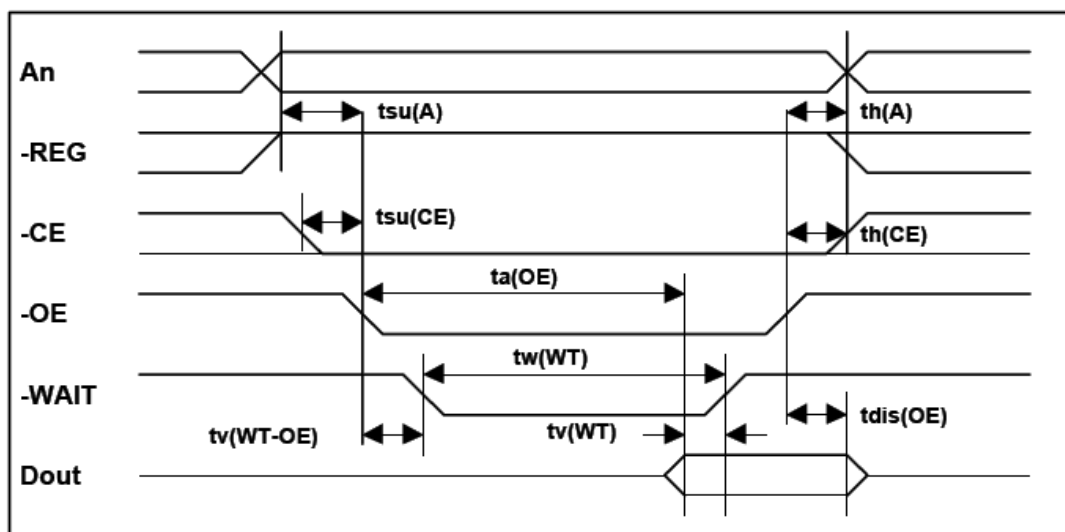 An
tsu(A)
th(A)
-REG
tsu(CE)
-CE
th(CE)
ta(OE)
-OE
tw(WT)
-WAIT
tv(WT-OE)
tv(WT)
tdis(OE)
Dout